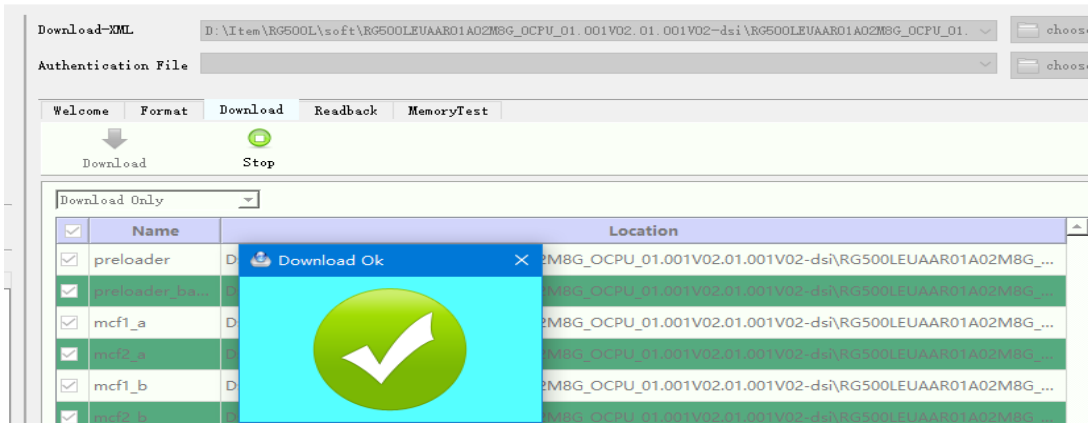 Download-XML D:\Item\RG500L\soft\RG500LEUAAR01A02M8G_OCPU_01.001V02.01.001V02-dsi\RG500LEUAAR01A02M8G_OCPU_01. choose
Authentication File choose
Welcome Format Download Readback MemoryTest
Download Stop
Download Only
Name Location
Download Ok
preloader D 2M8G_OCPU_01.001V02.01.001V02-dsi\RG500LEUAAR01A02M8G_...
preloader_ba... D M8G_OCPU_01.001V02.01.001V02-dsi\RG500LEUAAR01A02M8G_...
mcf1_a D 2M8G_OCPU_01.001V02.01.001V02-dsi\RG500LEUAAR01A02M8G_...
mcf2_a D M8G_OCPU_01.001V02.01.001V02-dsi\RG500LEUAAR01A02M8G_...
mcf1_b D 2M8G_OCPU_01.001V02.01.001V02-dsi\RG500LEUAAR01A02M8G_...
mcf2_b D M8G_OCPU_01.001V02.01.001V02-dsi\RG500LEUAAR01A02M8G_...